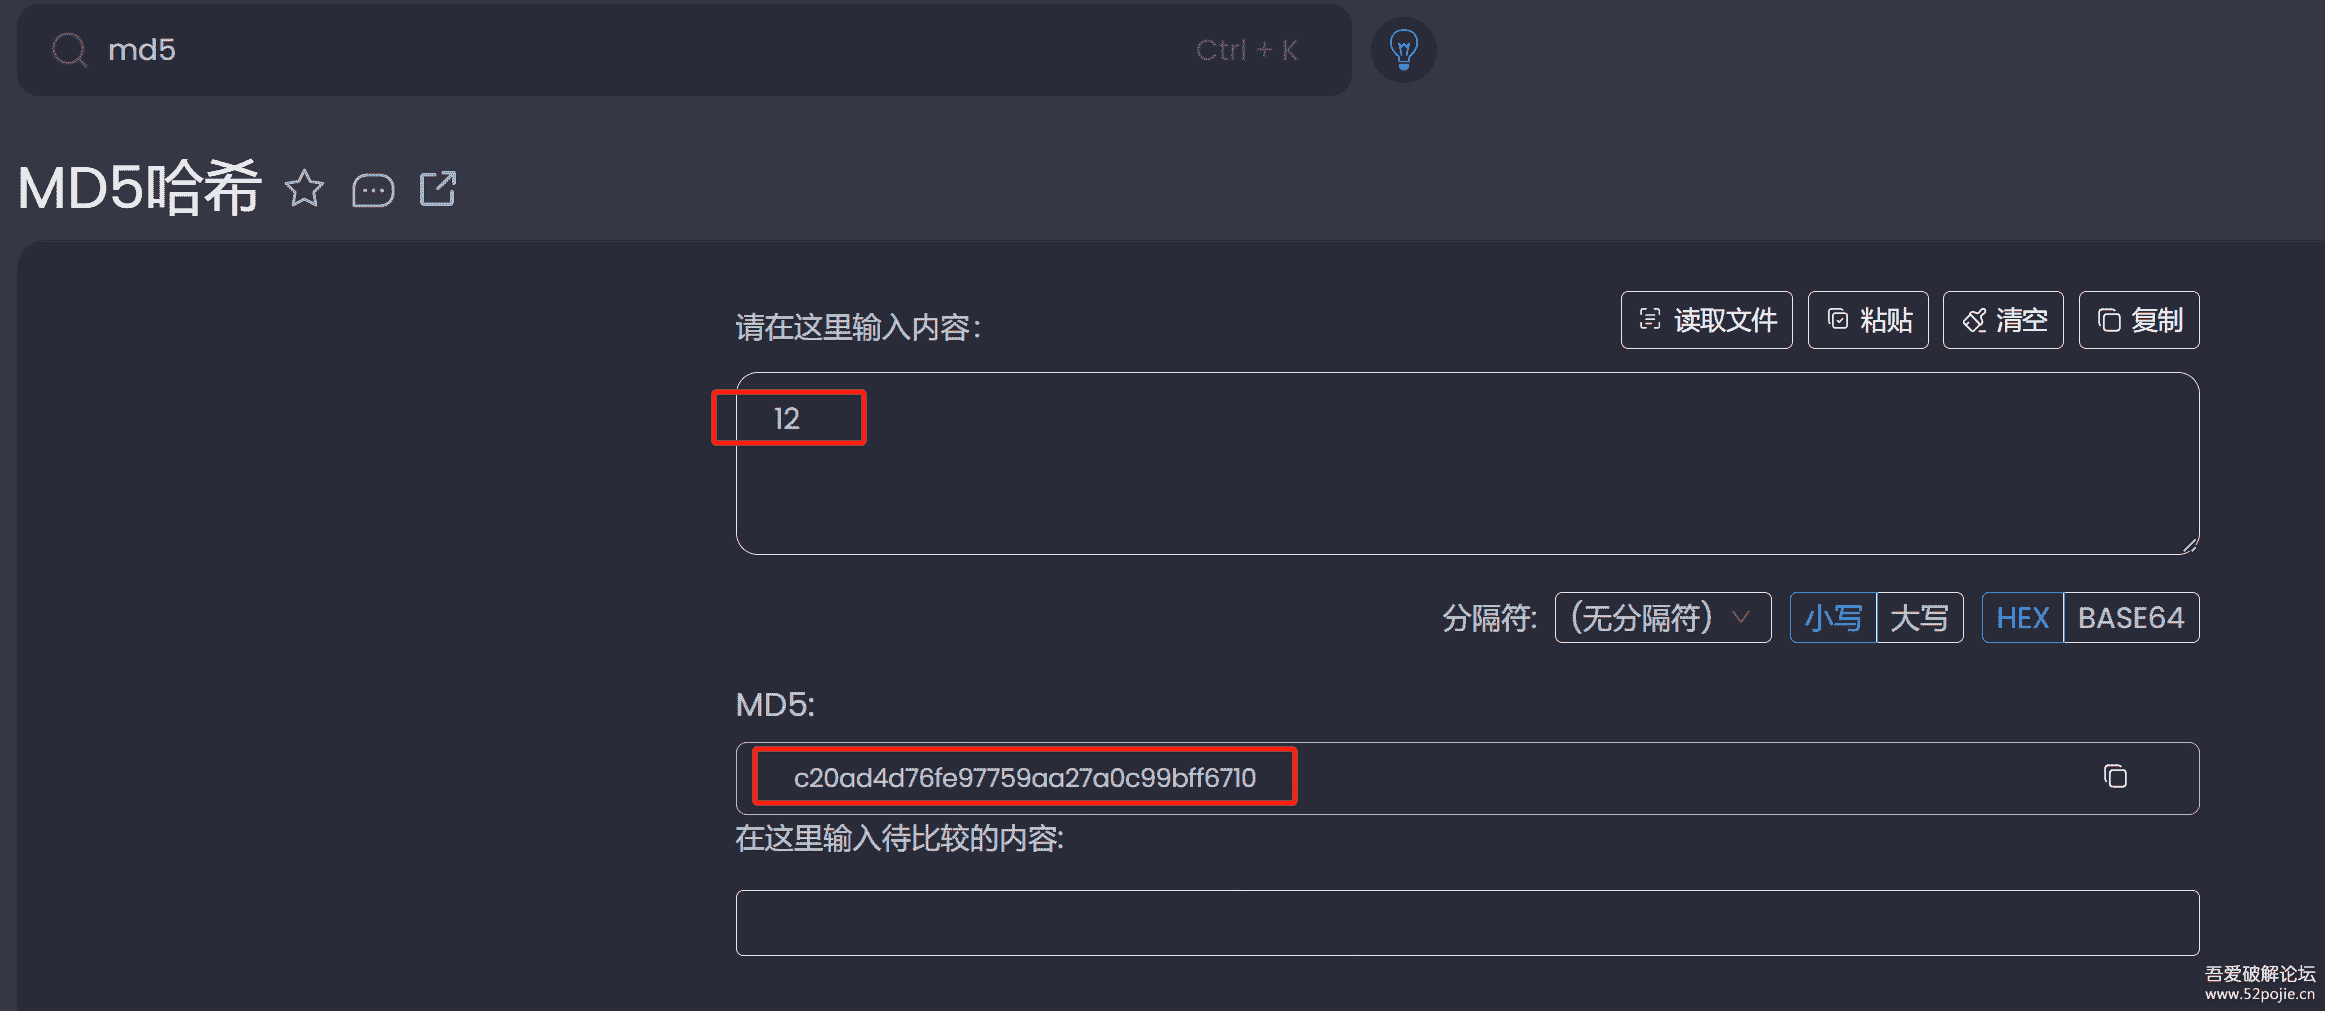 md5
Ctrl + K
MD5哈希
请在这里输入内容:
读取文件
粘贴
清空
复制
12
分隔符:
(无分隔符)
小写
大写
HEX
BASE64
MD5:
c20ad4d76fe97759aa27a0c99bff6710
在这里输入待比较的内容:
吾爱破解论坛
www.52pojie.cn